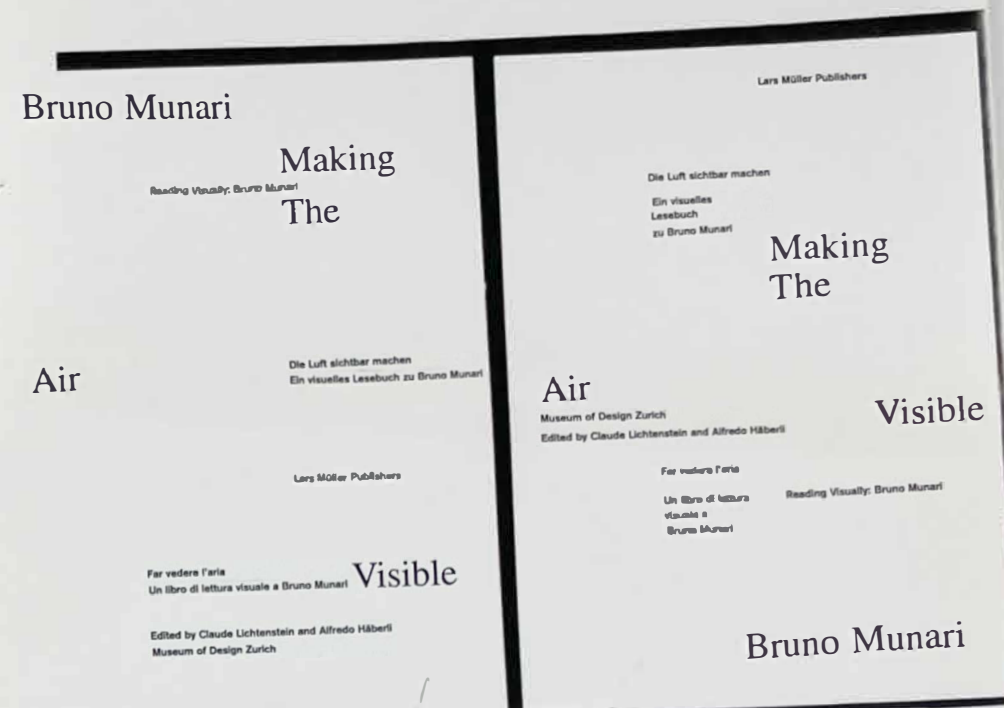 Bruno Munari
Making
Reading Visually: Bruno Munari
The
Air
Die Luft sichtbar machen
Ein visuelles Lesebuch zu Bruno Munari
Lars Müller Publishers
Far vedere l'aria
Un libro di lettura visuale a Bruno Munari
Visible
Edited by Claude Lichtenstein and Alfredo Häberli
Museum of Design Zurich
Lars Müller Publishers
Die Luft sichtbar machen
Ein visuelles
Lesebuch
zu Bruno Munari
Making
The
Air
Visible
Museum of Design Zurich
Edited by Claude Lichtenstein and Alfredo Häberli
Far vedere l'aria
Un libro di lettura
visuale a
Bruno Munari
Reading Visually: Bruno Munari
Bruno Munari